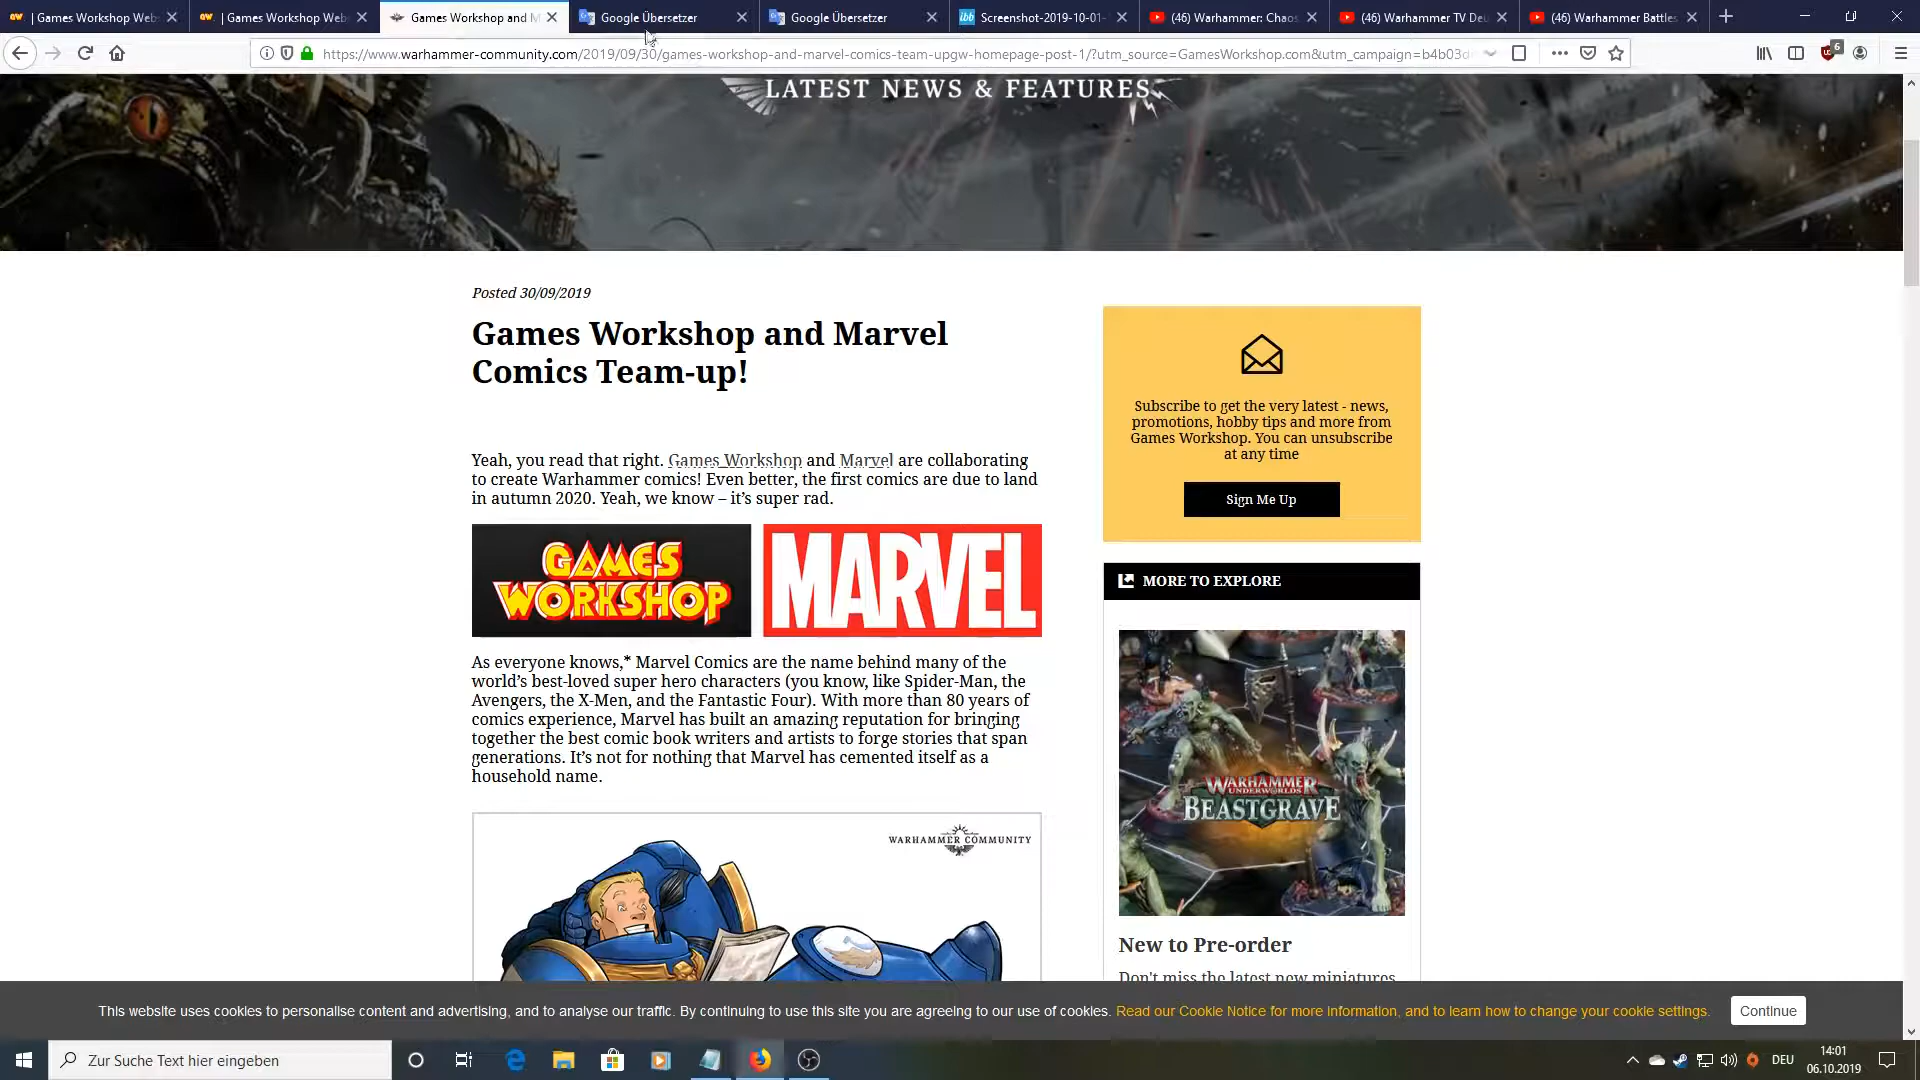 | Games Workshop Web
| Games Workshop Web
Games Workshop and M
Google Übersetzer
Google Übersetzer
Screenshot-2019-10-01-
(46) Warhammer: Chaos
(46) Warhammer TV Deu
(46) Warhammer Battles
https://www.warhammer-community.com/2019/09/30/games-workshop-and-marvel-comics-team-upgw-homepage-post-1/?utm_source=GamesWorkshop.com&utm_campaign=b4b03d
6
LATEST NEWS & FEATURES
Posted 30/09/2019
Games Workshop and Marvel
Comics Team-up!
Yeah, you read that right. Games Workshop and Marvel are collaborating
to create Warhammer comics! Even better, the first comics are due to land
in autumn 2020. Yeah, we know – it's super rad.
GAMES
WORKSHOP
MARVEL
As everyone knows,* Marvel Comics are the name behind many of the
world's best-loved super hero characters (you know, like Spider-Man, the
Avengers, the X-Men, and the Fantastic Four). With more than 80 years of
comics experience, Marvel has built an amazing reputation for bringing
together the best comic book writers and artists to forge stories that span
generations. It's not for nothing that Marvel has cemented itself as a
household name.
WARHAMMER COMMUNITY
Subscribe to get the very latest - news,
promotions, hobby tips and more from
Games Workshop. You can unsubscribe
at any time
Sign Me Up
MORE TO EXPLORE
WARHAMMER
UNDERWORLDS
BEASTGRAVE
New to Pre-order
Don't miss the latest new miniatures
This website uses cookies to personalise content and advertising, and to analyse our traffic. By continuing to use this site you are agreeing to our use of cookies. Read our Cookie Notice for more information, and to learn how to change your cookie settings.
Continue
Zur Suche Text hier eingeben
DEU
14:01
06.10.2019